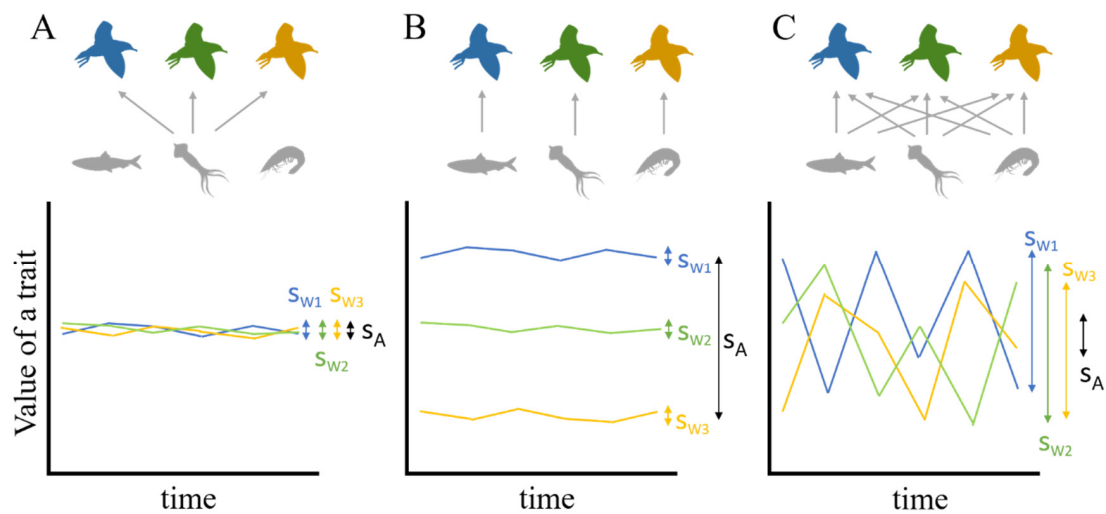 A
B
C
Value of a trait
S_W1
S_W3
S_A
S_W2
time
S_W1
S_W2
S_A
S_W3
time
S_W1
S_W3
S_A
S_W2
time